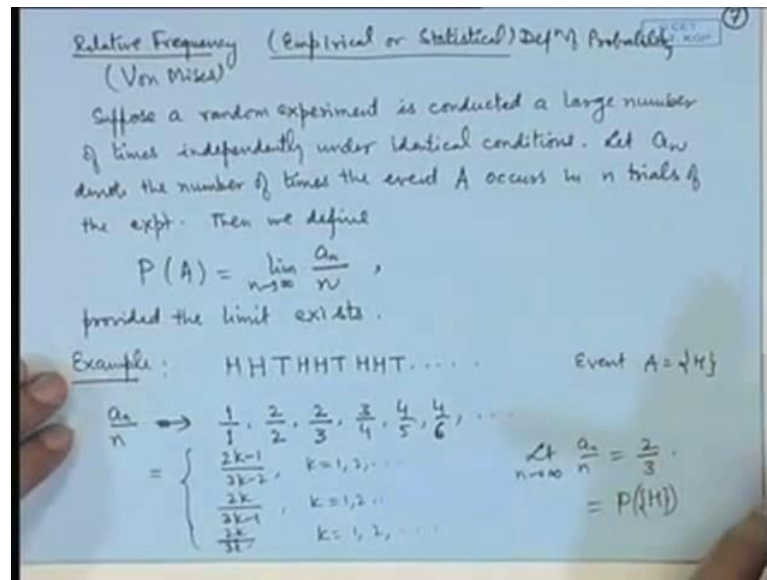 Relative Frequency (Empirical or Statistical) Defn of Probability
(Von Mises)
7
Suppose a random experiment is conducted a large number
of times independently under identical conditions. Let an
denote the number of times the event A occurs in n trials of
the expt. Then we define
P(A) = lim n→∞ an/n ,
provided the limit exists.
Example: HHTHHTHHT..... Event A = {H}
an/n → 1/1, 2/2, 2/3, 3/4, 4/5, 4/6, ...
= { 2k-1/3k-2, k=1,2,..
2k/3k-1, k=1,2..
2k/3k k=1,2,....
Lt n→∞ an/n = 2/3.
= P({H})